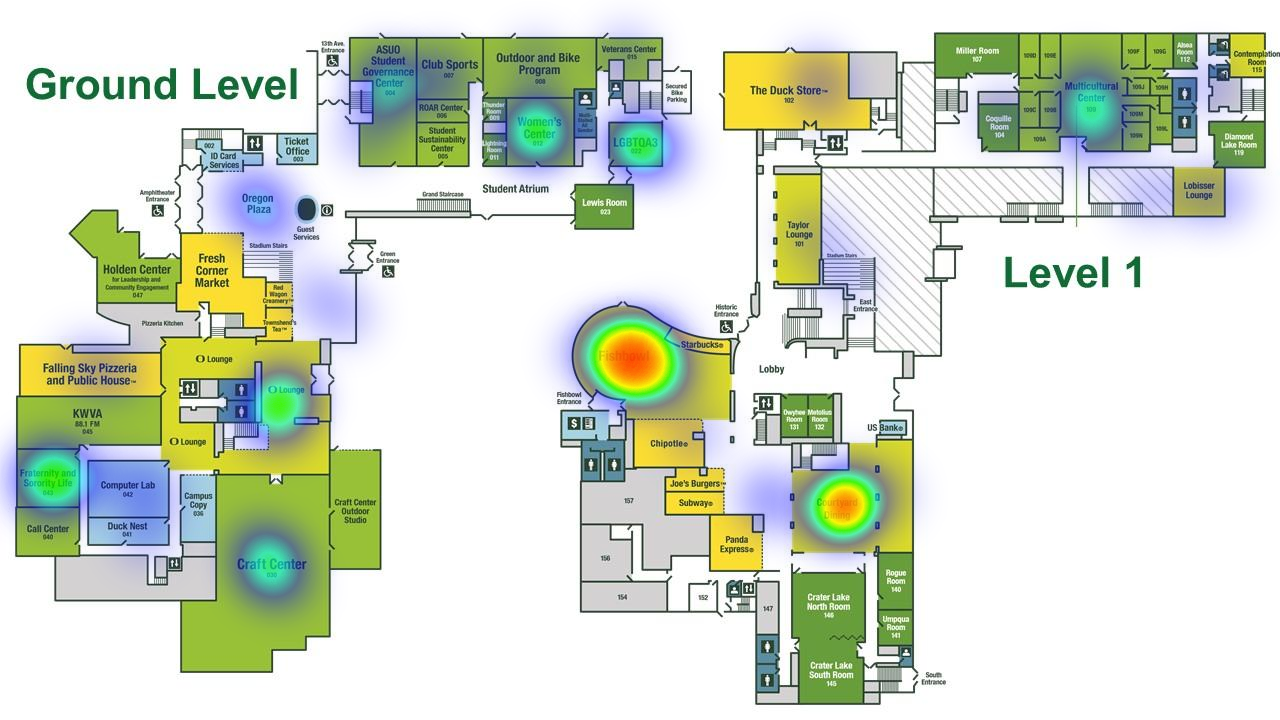 Ground Level
13th Ave.
Entrance
ASUO
Student
Governance
Center
004
Club Sports
007
ROAR Center
006
Student
Sustainability
Center
005
Outdoor and Bike
Program
008
Thunder
Room
009
Lightning
Room
011
Women's
Center
012
Multi-
Stalled
All
Gender
Veterans Center
015
LGBTQA3
022
Secured
Bike
Parking
002
ID Card
Services
Ticket
Office
003
Amphitheater
Entrance
Oregon
Plaza
Guest
Services
Grand Staircase
Student Atrium
Lewis Room
023
Stadium Stairs
Green
Entrance
Holden Center
for Leadership and
Community Engagement
047
Fresh
Corner
Market
Red
Wagon
Creamery™
Townshend's
Tea™
Pizzeria Kitchen
Falling Sky Pizzeria
and Public House™
O Lounge
O Lounge
O Lounge
KWVA
88.1 FM
045
Fraternity and
Sorority Life
043
Computer Lab
042
Duck Nest
041
Call Center
040
Campus
Copy
036
Craft Center
Outdoor
Studio
Craft Center
030
Level 1
The Duck Store™
102
Miller Room
107
109D
109E
109F
109G
Alsea
Room
112
Contemplation
Room
115
Multicultural
Center
109
109J
109H
109C
109B
109M
109N
109L
109A
Coquille
Room
104
Diamond
Lake Room
119
Lobisser
Lounge
Taylor
Lounge
101
Stadium Stairs
East
Entrance
Historic
Entrance
Starbucks®
Fishbowl
Fishbowl
Entrance
Lobby
Owyhee
Room
131
Metolius
Room
132
US Bank®
$
Chipotle®
Joe's Burgers™
Subway®
Panda
Express®
Courtyard
Dining
157
156
154
152
147
Rogue
Room
140
Umpqua
Room
141
Crater Lake
North Room
146
Crater Lake
South Room
145
South
Entrance